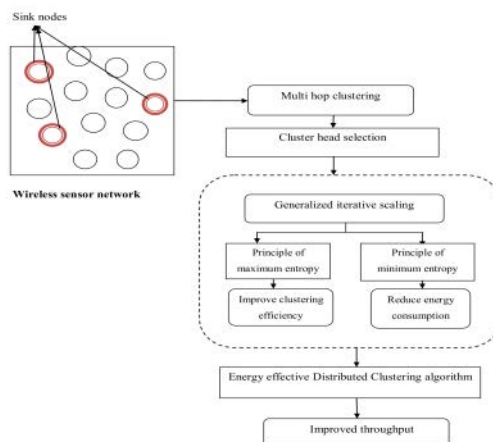 Sink nodes
Multi hop clustering
Cluster head selection
Wireless sensor network
Generalized iterative scaling
Principle of
maximum entropy
Principle of
minimum entropy
Improve clustering
efficiency
Reduce energy
consumption
Energy effective Distributed Clustering algorithm
Improved throughput